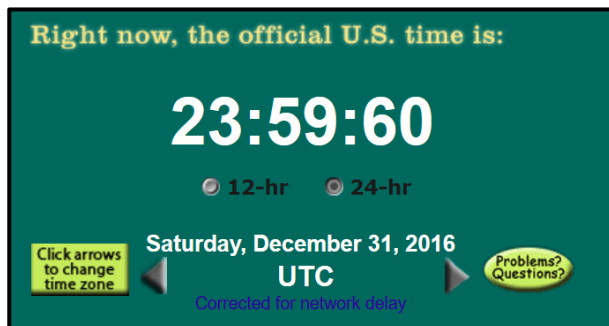 Right now, the official U.S. time is:
23:59:60
12-hr 24-hr
Click arrows
to change
time zone
Saturday, December 31, 2016
UTC
Corrected for network delay
Problems?
Questions?